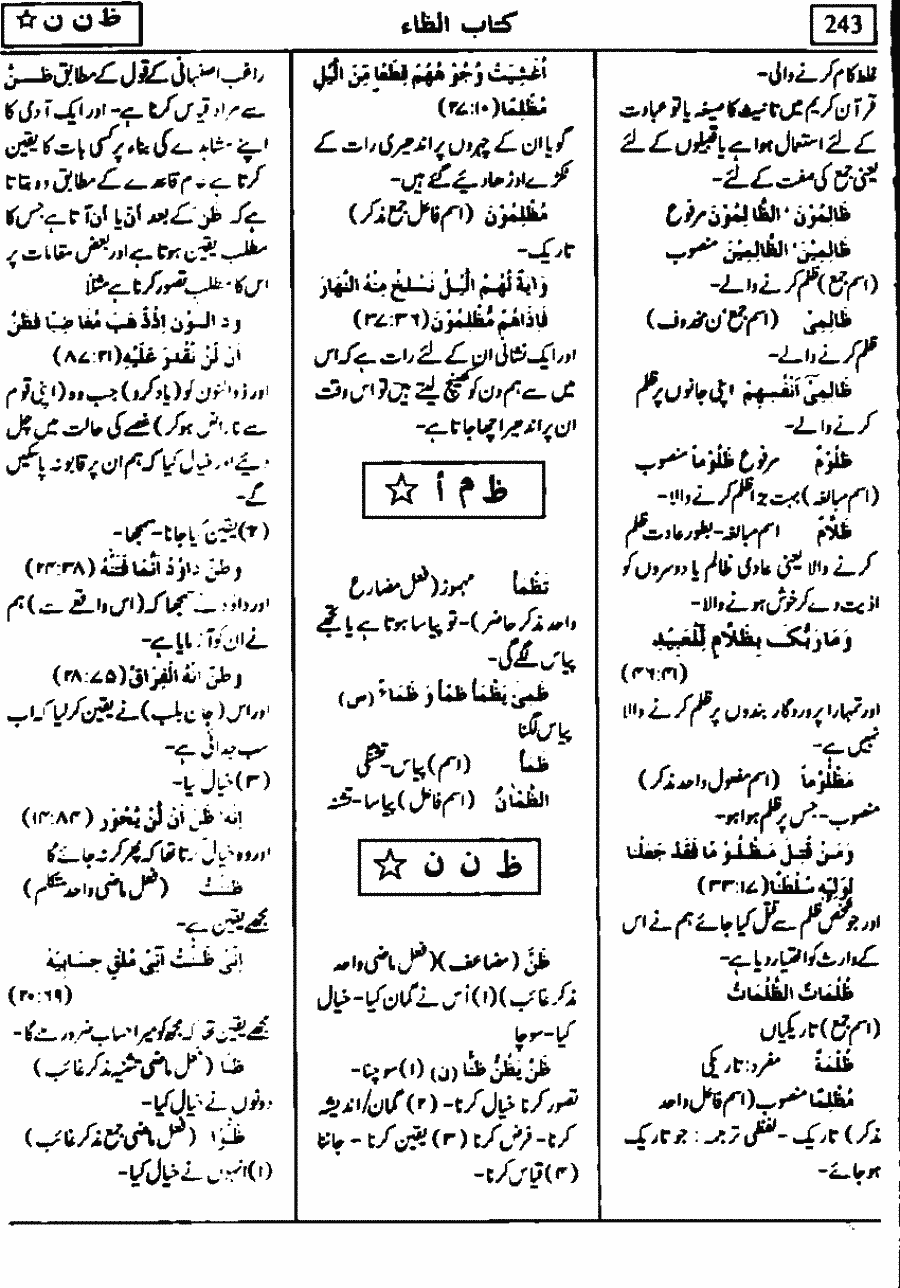 243
کتاب الظاء
ظ ن ن ☆
غلط کام کرنے والی۔
قرآن کریم میں تانیث کا صیغہ یا تو عبادت
کے لئے استعمال ہوا ہے یا قبیلوں کے لئے
یعنی جمع کی صفت کے لئے۔
ظَالِمُوْنَ ' الظَّالِمُوْنَ مرفوع
ظَالِمِیْنَ ' الظَّالِمِیْنَ منصوب
(اسم جمع) ظلم کرنے والے۔
ظَالِمِیْ (اسم جمع ن محذوف)
ظلم کرنے والے۔
ظَالِمِیْٓ اَنْفُسِهِمْ اپنی جانوں پر ظلم
کرنے والے۔
ظَلُوْمٌ مرفوع ظَلُوْماً منصوب
(اسم مبالغہ) بہت ظلم کرنے والا۔
ظَلَّامٌ اسم مبالغہ۔ بطور عادت ظلم
کرنے والا یعنی عادی ظالم یا دوسروں کو
اذیت دے کر خوش ہونے والا۔
وَمَا رَبُّکَ بِظَلَّامٍ لِّلْعَبِیْدِ
(۴۶:۴۱)
اور تمہارا پروردگار بندوں پر ظلم کرنے والا
نہیں ہے۔
مَظْلُوْماً (اسم مفعول واحد مذکر)
منصوب۔ جس پر ظلم ہوا ہو۔
وَمَنْ قُتِلَ مَظْلُوْمًا فَقَدْ جَعَلْنَا
لِوَلِیِّهٖ سُلْطٰنًا (۳۳:۱۷)
اور جو شخص ظلم سے قتل کیا جائے ہم نے اس
کے وارث کو اختیار دیا ہے۔
ظُلُمَاتٌ الظُّلُمَاتُ
(اسم جمع) تاریکیاں
ظُلْمَةٌ مفرد: تاریکی
مُظْلِمًا منصوب (اسم فاعل واحد
مذکر) تاریک۔ لفظی ترجمہ: جو تاریک
ہو جائے۔
اُغْشِیَتْ وُجُوْهُهُمْ قِطَعًا مِّنَ الَّیْلِ
مُظْلِمًا (۲۷:۱۰)
گویا ان کے چہروں پر اندھیری رات کے
ٹکڑے اوڑھا دیئے گئے ہیں۔
مُظْلِمُوْنَ (اسم فاعل جمع مذکر)
تاریک۔
وَاٰیَةٌ لَّهُمُ الَّیْلُ نَسْلَخُ مِنْهُ النَّهَارَ
فَاِذَاهُمْ مُّظْلِمُوْنَ (۳۷:۳۶)
اور ایک نشانی ان کے لئے رات ہے کہ اس
میں سے ہم دن کو کھینچ لیتے ہیں تو اس وقت
ان پر اندھیرا چھا جاتا ہے۔
ظ م أ ☆
تَظْمَأُ مہموز (فعل مضارع
واحد مذکر حاضر)۔ تو پیاسا ہوتا ہے یا تجھے
پیاس لگے گی۔
ظَمِیَ یَظْمَأُ ظَمْأً وَ ظَمَاءً (س)
پیاس لگنا
ظَمَأٌ (اسم) پیاس۔ تشنگی
الظَّمْاٰنُ (اسم فاعل) پیاسا۔ تشنہ
ظ ن ن ☆
ظَنَّ (مضاعف) (فعل ماضی واحد
مذکر غائب) (۱) اُس نے گمان کیا۔ خیال
کیا۔ سوچا
ظَنَّ یَظُنُّ ظَنًّا (ن) (۱) سوچنا۔
تصور کرنا خیال کرنا۔ (۲) گمان/اندیشہ
کرنا۔ فرض کرنا (۳) یقین کرنا۔ جاننا
(۴) قیاس کرنا۔
راغب اصفہانی کے قول کے مطابق ظَنٌّ
سے مراد قیاس کرنا ہے۔ اور ایک آدمی کا
اپنے مشاہدے کی بناء پر کسی بات کا یقین
کرتا ہے عام قاعدے کے مطابق وہ بتاتا
ہے کہ ظن کے بعد اَنّ یا اَن آتا ہے جس کا
مطلب یقین ہوتا ہے اور بعض مقامات پر
اس کا مطلب تصور کرنا ہے مثلاً
وَذَا النُّوْنِ اِذْ ذَّهَبَ مُغَاضِبًا فَظَنَّ
اَنْ لَّنْ نَّقْدِرَ عَلَیْهِ (۸۷:۲۱)
اور ذوالنون کو (یاد کرو) جب وہ (اپنی قوم
سے ناراض ہو کر) غصے کی حالت میں چل
دیئے اور خیال کیا کہ ہم ان پر قابو نہ پا سکیں
گے۔
(۲) یقین کیا جانا۔ سمجھا۔
وَظَنَّ دَاوٗدُ اَنَّمَا فَتَنّٰهُ (۲۴:۳۸)
اور داؤد نے سمجھا کہ (اس واقعے سے) ہم
نے ان کو آزمایا ہے۔
وَظَنَّ اَنَّهُ الْفِرَاقُ (۲۸:۷۵)
اور اس (جان بلب) نے یقین کر لیا کہ اب
سب جدائی ہے۔
(۳) خیال کیا۔
اِنَّهٗ ظَنَّ اَنْ لَّنْ یَّحُوْرَ (۱۴:۸۴)
اور وہ خیال کرتا تھا کہ پھر کر نہ جائے گا
ظَنَنْتُ (فعل ماضی واحد متکلم)
مجھے یقین ہے۔
اِنِّیْ ظَنَنْتُ اَنِّیْ مُلٰقٍ حِسَابِیَهْ
(۲۰:۶۹)
مجھے یقین تھا کہ مجھ کو میرا حساب ضرور ملے گا۔
ظَنَّا (فعل ماضی تثنیہ مذکر غائب)
دونوں نے خیال کیا۔
ظَنُّوْا (فعل ماضی جمع مذکر غائب)
(۱) انہوں نے خیال کیا۔